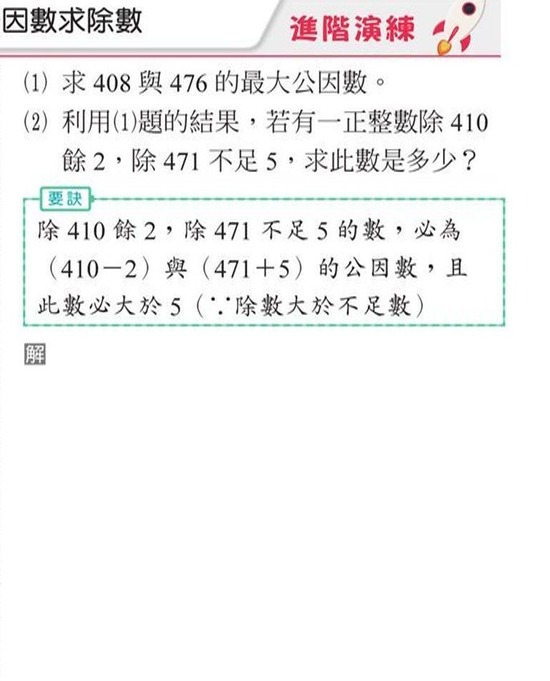 因數求除數
進階演練
⑴ 求 408 與 476 的最大公因數。
⑵ 利用⑴題的結果，若有一正整數除 410
餘 2，除 471 不足 5，求此數是多少？
要訣
除 410 餘 2，除 471 不足 5 的數，必為
（410－2）與（471＋5）的公因數，且
此數必大於 5（∵除數大於不足數）
解